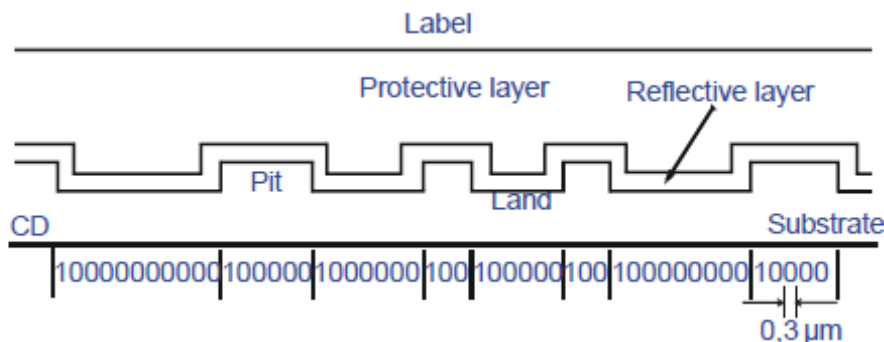 Label
Protective layer
Reflective layer
Pit
Land
CD
Substrate
10000000000 100000 1000000 100 100000 100 100000000 10000
0,3 µm